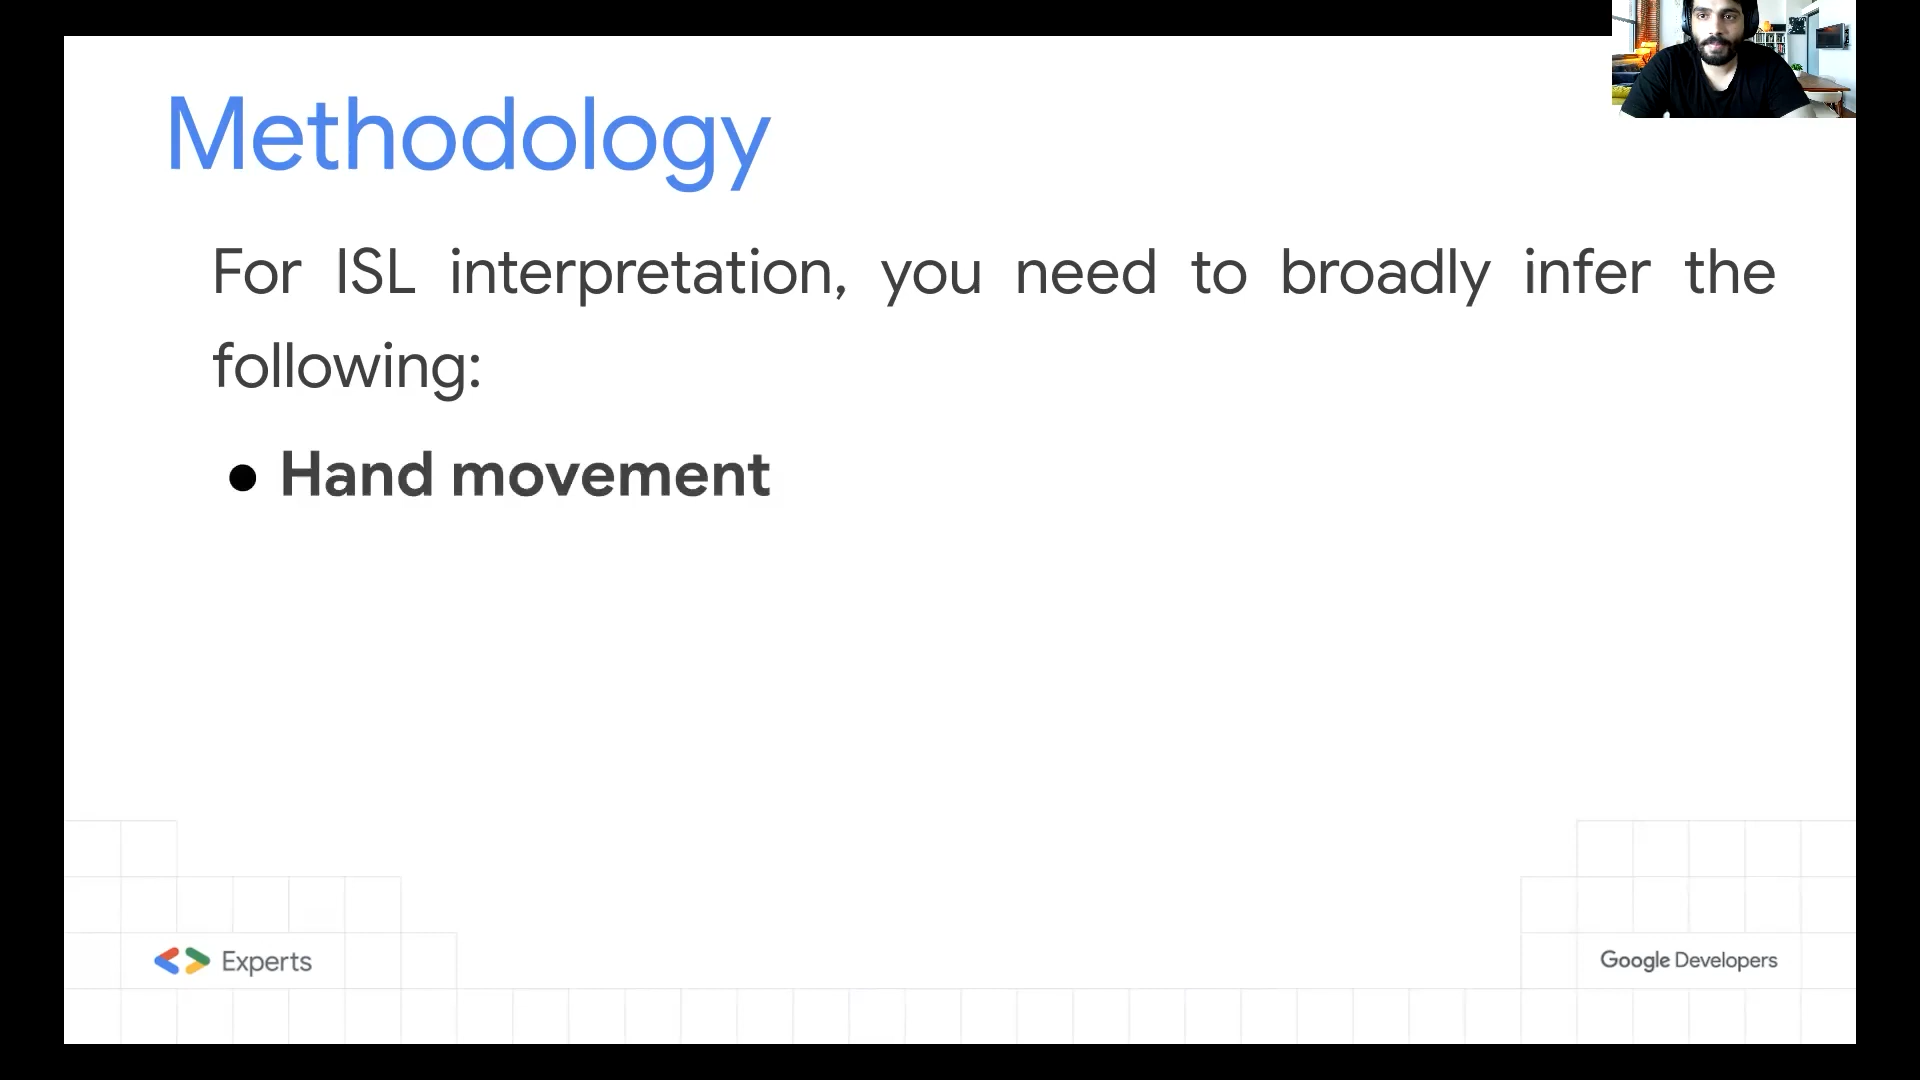 Methodology
For ISL interpretation, you need to broadly infer the
following:
● Hand movement
Experts
Google Developers